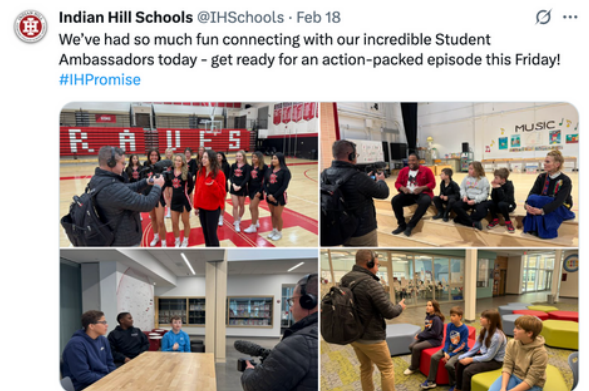 Indian Hill Schools @IHSchools · Feb 18
We've had so much fun connecting with our incredible Student
Ambassadors today - get ready for an action-packed episode this Friday!
#IHPromise
RAVES
MUSIC